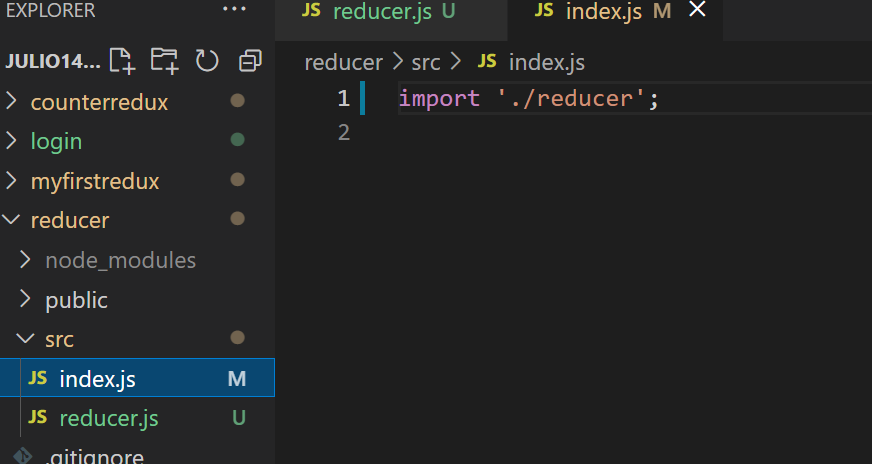 EXPLORER ...
JULIO14...
counterredux
login
myfirstredux
reducer
node_modules
public
src
JS index.js M
JS reducer.js U
.gitignore
JS reducer.js U JS index.js M
reducer > src > JS index.js
1 import './reducer';
2